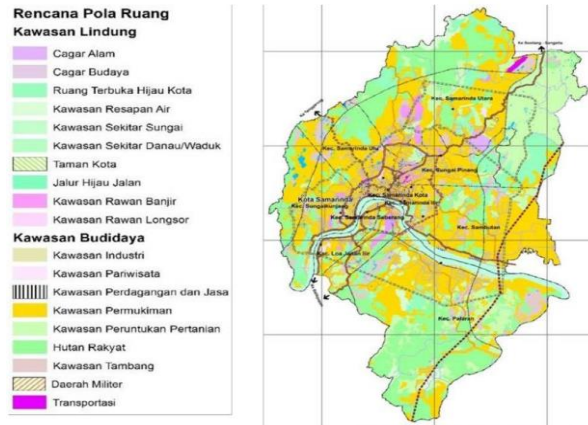 Rencana Pola Ruang
Kawasan Lindung
Cagar Alam
Cagar Budaya
Ruang Terbuka Hijau Kota
Kawasan Resapan Air
Kawasan Sekitar Sungai
Kawasan Sekitar Danau/Waduk
Taman Kota
Jalur Hijau Jalan
Kawasan Rawan Banjir
Kawasan Rawan Longsor
Kawasan Budidaya
Kawasan Industri
Kawasan Pariwisata
Kawasan Perdagangan dan Jasa
Kawasan Permukiman
Kawasan Peruntukan Pertanian
Hutan Rakyat
Kawasan Tambang
Daerah Militer
Transportasi
Kec. Samarinda Utara
Kec. Samarinda Ulu
Kec. Sungai Pinang
Kota Samarinda
Kec. Samarinda Kota
Kec. Samarinda Ilir
Kec. Samarinda Seberang
Kec. Sambutan
Kec. Loa Janan Ilir
Kec. Palaran